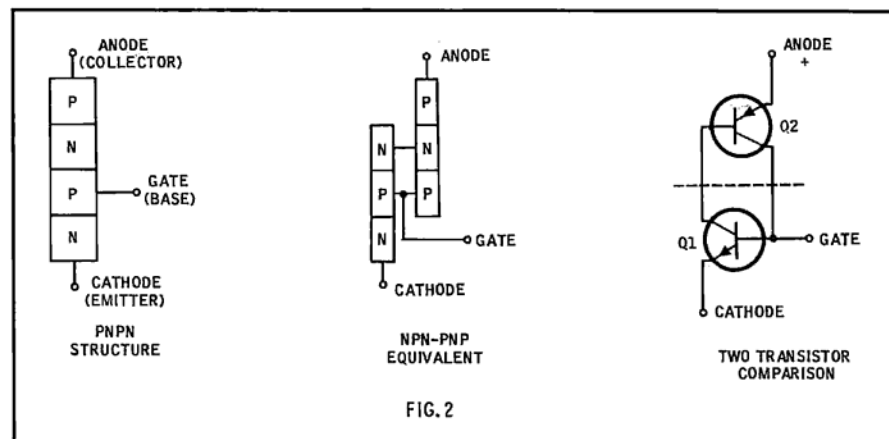 ANODE
(COLLECTOR)
P
N
P
N
GATE
(BASE)
CATHODE
(EMITTER)
PNPN
STRUCTURE
ANODE
P
N
N
P
P
N
GATE
CATHODE
NPN-PNP
EQUIVALENT
ANODE
+
Q2
Q1
GATE
CATHODE
TWO TRANSISTOR
COMPARISON
FIG. 2